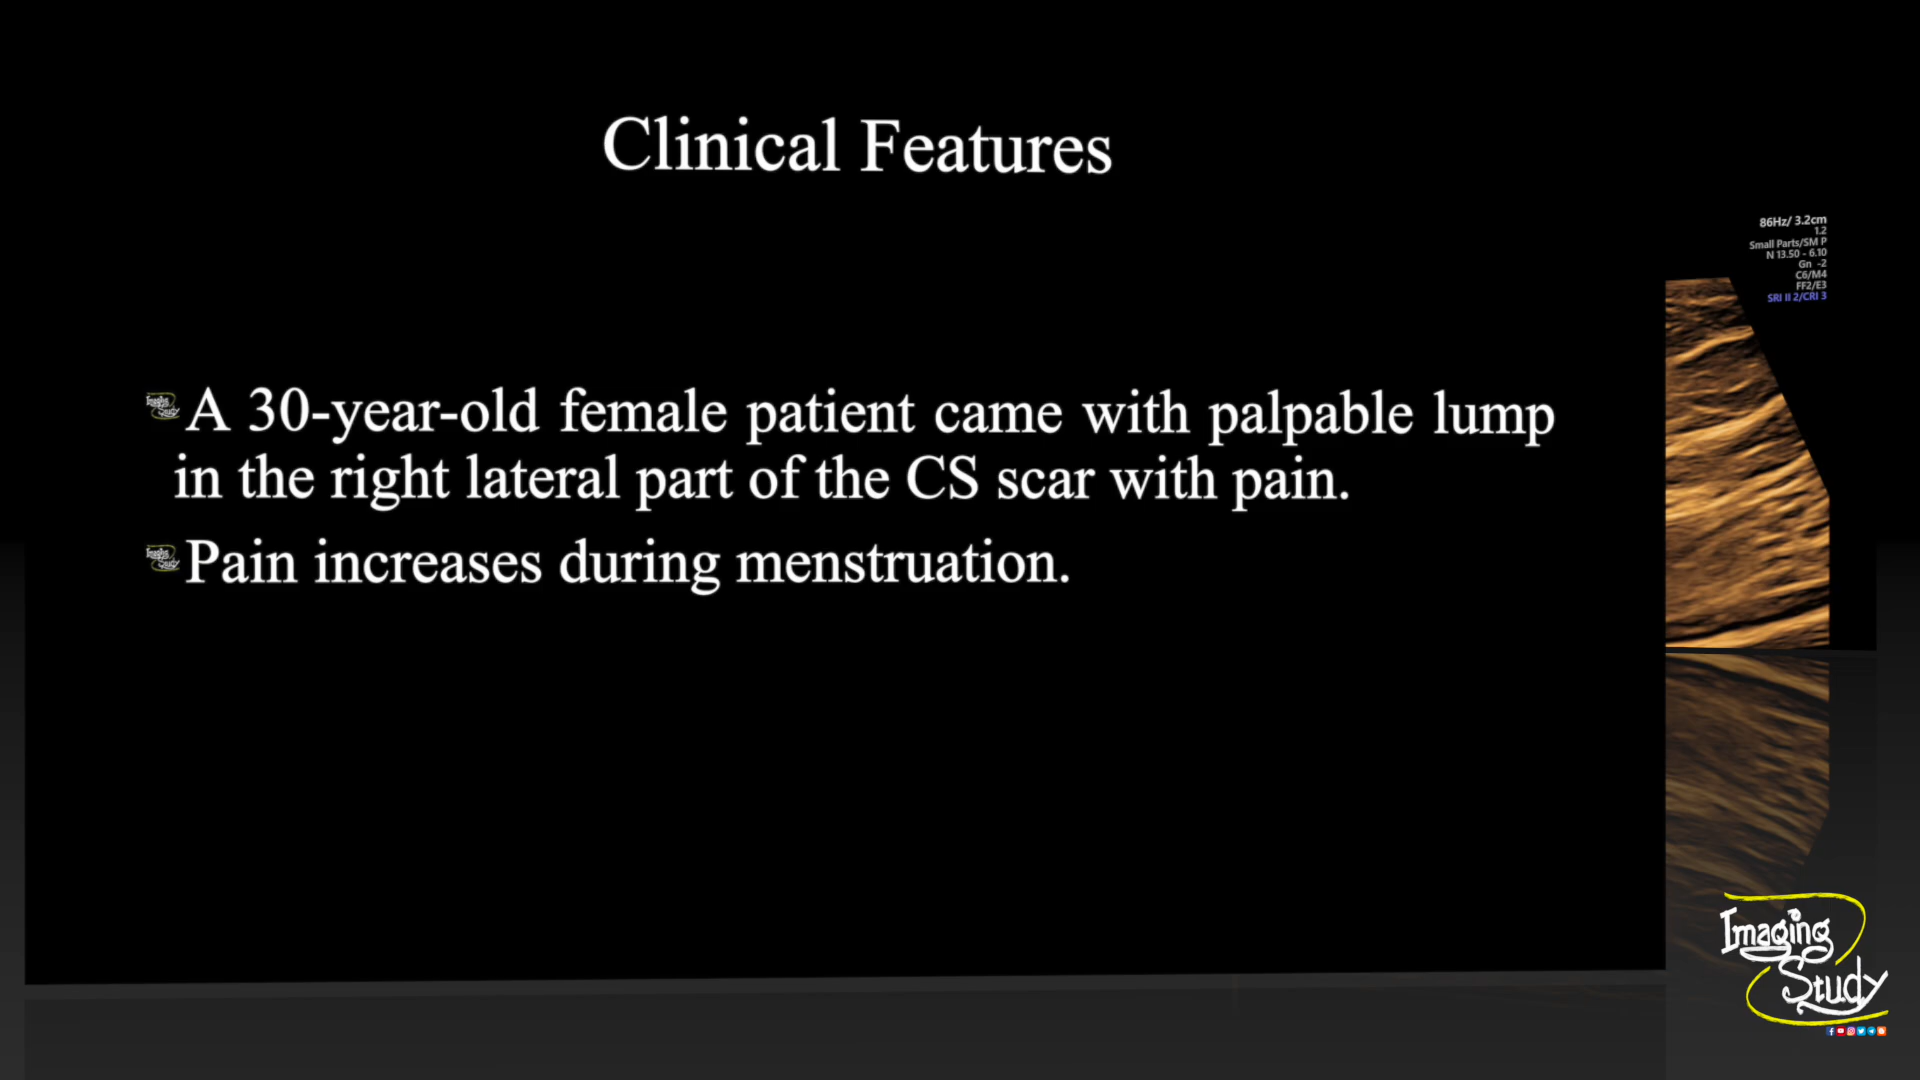 Clinical Features
86Hz/ 3.2cm
1.2
Small Parts/SM P
N 13.50 - 6.10
Gn -2
C6/M4
FF2/E3
SRI II 2/CRI 3
A 30-year-old female patient came with palpable lump
in the right lateral part of the CS scar with pain.
Pain increases during menstruation.
Imaging
Study